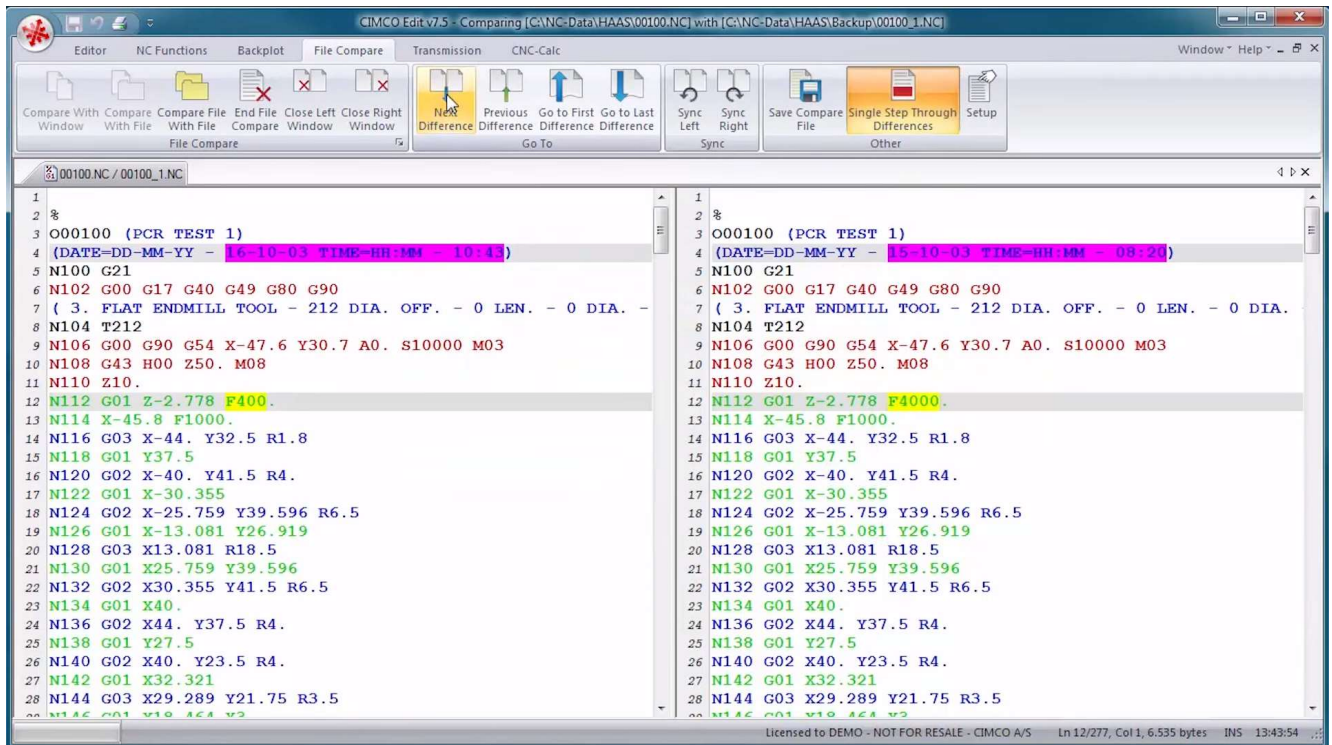 CIMCO Edit v7.5 - Comparing [C:\NC-Data\HAAS\00100.NC] with [C:\NC-Data\HAAS\Backup\00100_1.NC]
Editor NC Functions Backplot File Compare Transmission CNC-Calc Window Help
Compare With Window
Compare With File
Compare File With File
End File Compare
Close Left Window
Close Right Window
Next Difference
Previous Difference
Go to First Difference
Go to Last Difference
Sync Left
Sync Right
Save Compare File
Single Step Through Differences
Setup
File Compare Go To Sync Other
00100.NC / 00100_1.NC
1
2 %
3 O00100 (PCR TEST 1)
4 (DATE=DD-MM-YY - 16-10-03 TIME=HH:MM - 10:43)
5 N100 G21
6 N102 G00 G17 G40 G49 G80 G90
7 ( 3. FLAT ENDMILL TOOL - 212 DIA. OFF. - 0 LEN. - 0 DIA. -
8 N104 T212
9 N106 G00 G90 G54 X-47.6 Y30.7 A0. S10000 M03
10 N108 G43 H00 Z50. M08
11 N110 Z10.
12 N112 G01 Z-2.778 F400.
13 N114 X-45.8 F1000.
14 N116 G03 X-44. Y32.5 R1.8
15 N118 G01 Y37.5
16 N120 G02 X-40. Y41.5 R4.
17 N122 G01 X-30.355
18 N124 G02 X-25.759 Y39.596 R6.5
19 N126 G01 X-13.081 Y26.919
20 N128 G03 X13.081 R18.5
21 N130 G01 X25.759 Y39.596
22 N132 G02 X30.355 Y41.5 R6.5
23 N134 G01 X40.
24 N136 G02 X44. Y37.5 R4.
25 N138 G01 Y27.5
26 N140 G02 X40. Y23.5 R4.
27 N142 G01 X32.321
28 N144 G03 X29.289 Y21.75 R3.5
1
2 %
3 O00100 (PCR TEST 1)
4 (DATE=DD-MM-YY - 15-10-03 TIME=HH:MM - 08:20)
5 N100 G21
6 N102 G00 G17 G40 G49 G80 G90
7 ( 3. FLAT ENDMILL TOOL - 212 DIA. OFF. - 0 LEN. - 0 DIA.
8 N104 T212
9 N106 G00 G90 G54 X-47.6 Y30.7 A0. S10000 M03
10 N108 G43 H00 Z50. M08
11 N110 Z10.
12 N112 G01 Z-2.778 F4000.
13 N114 X-45.8 F1000.
14 N116 G03 X-44. Y32.5 R1.8
15 N118 G01 Y37.5
16 N120 G02 X-40. Y41.5 R4.
17 N122 G01 X-30.355
18 N124 G02 X-25.759 Y39.596 R6.5
19 N126 G01 X-13.081 Y26.919
20 N128 G03 X13.081 R18.5
21 N130 G01 X25.759 Y39.596
22 N132 G02 X30.355 Y41.5 R6.5
23 N134 G01 X40.
24 N136 G02 X44. Y37.5 R4.
25 N138 G01 Y27.5
26 N140 G02 X40. Y23.5 R4.
27 N142 G01 X32.321
28 N144 G03 X29.289 Y21.75 R3.5
Licensed to DEMO - NOT FOR RESALE - CIMCO A/S Ln 12/277, Col 1, 6.535 bytes INS 13:43:54